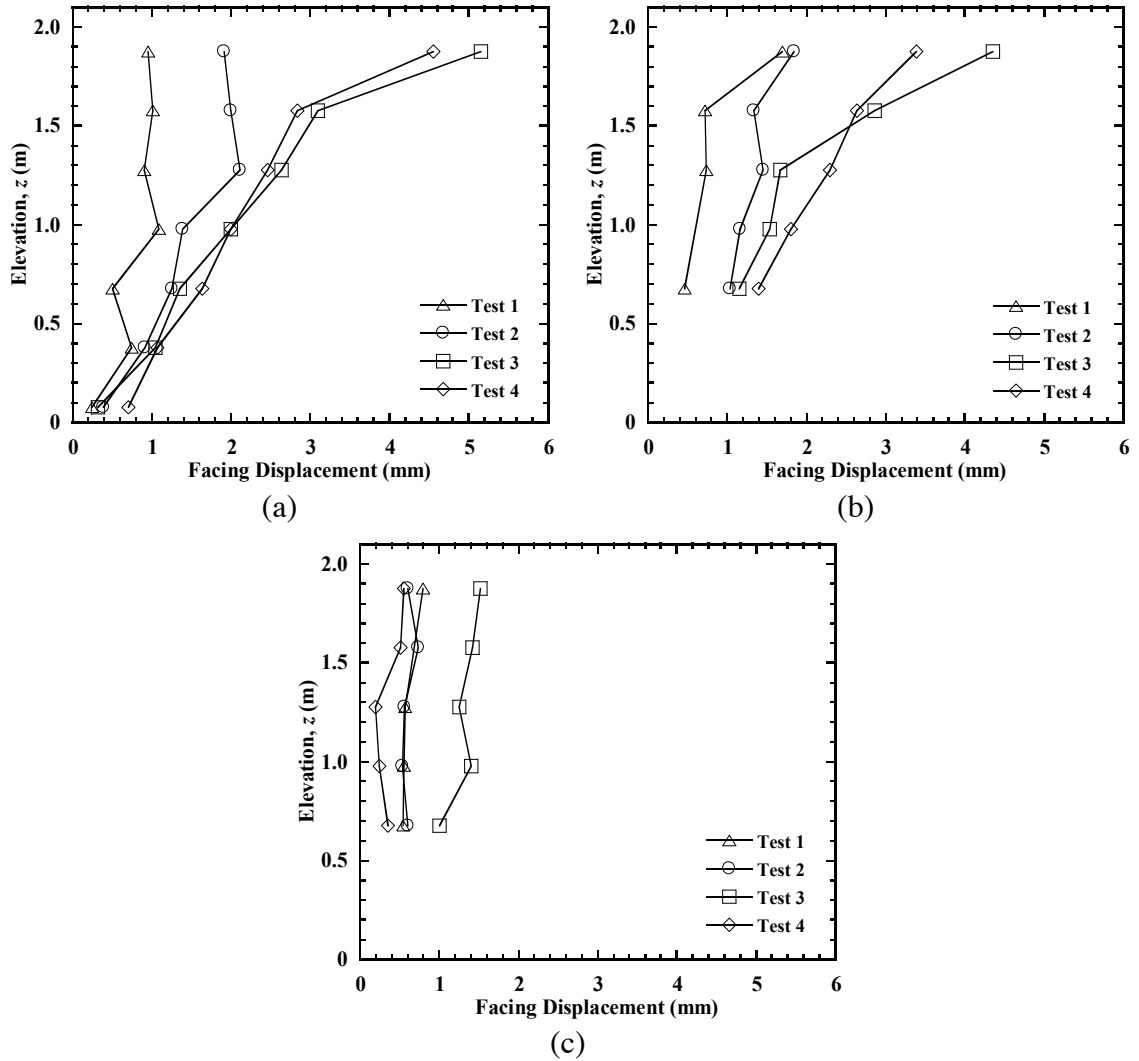 2.0
1.5
1.0
0.5
0
Elevation, z (m)
Test 1
Test 2
Test 3
Test 4
0 1 2 3 4 5 6
Facing Displacement (mm)
(a)
2.0
1.5
1.0
0.5
0
Elevation, z (m)
Test 1
Test 2
Test 3
Test 4
0 1 2 3 4 5 6
Facing Displacement (mm)
(b)
2.0
1.5
1.0
0.5
0
Elevation, z (m)
Test 1
Test 2
Test 3
Test 4
0 1 2 3 4 5 6
Facing Displacement (mm)
(c)